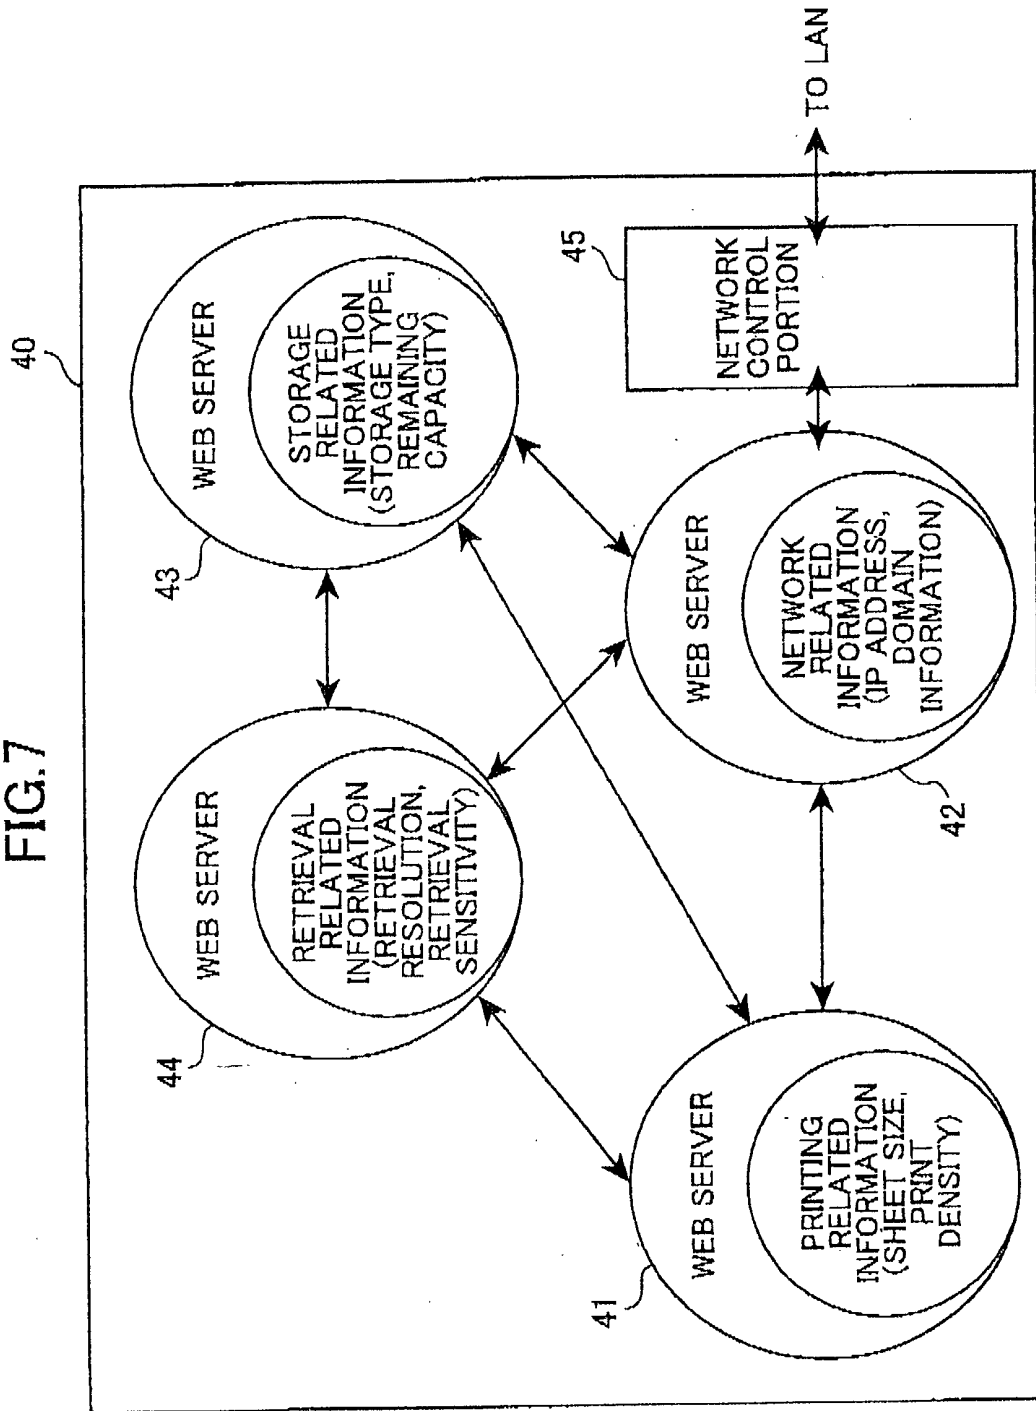 FIG.7
40
44
WEB SERVER
RETRIEVAL
RELATED
INFORMATION
(RETRIEVAL
RESOLUTION,
RETRIEVAL
SENSITIVITY)
43
WEB SERVER
STORAGE
RELATED
INFORMATION
(STORAGE TYPE,
REMAINING
CAPACITY)
41
WEB SERVER
PRINTING
RELATED
INFORMATION
(SHEET SIZE,
PRINT
DENSITY)
42
WEB SERVER
NETWORK
RELATED
INFORMATION
(IP ADDRESS,
DOMAIN
INFORMATION)
45
NETWORK
CONTROL
PORTION
TO LAN